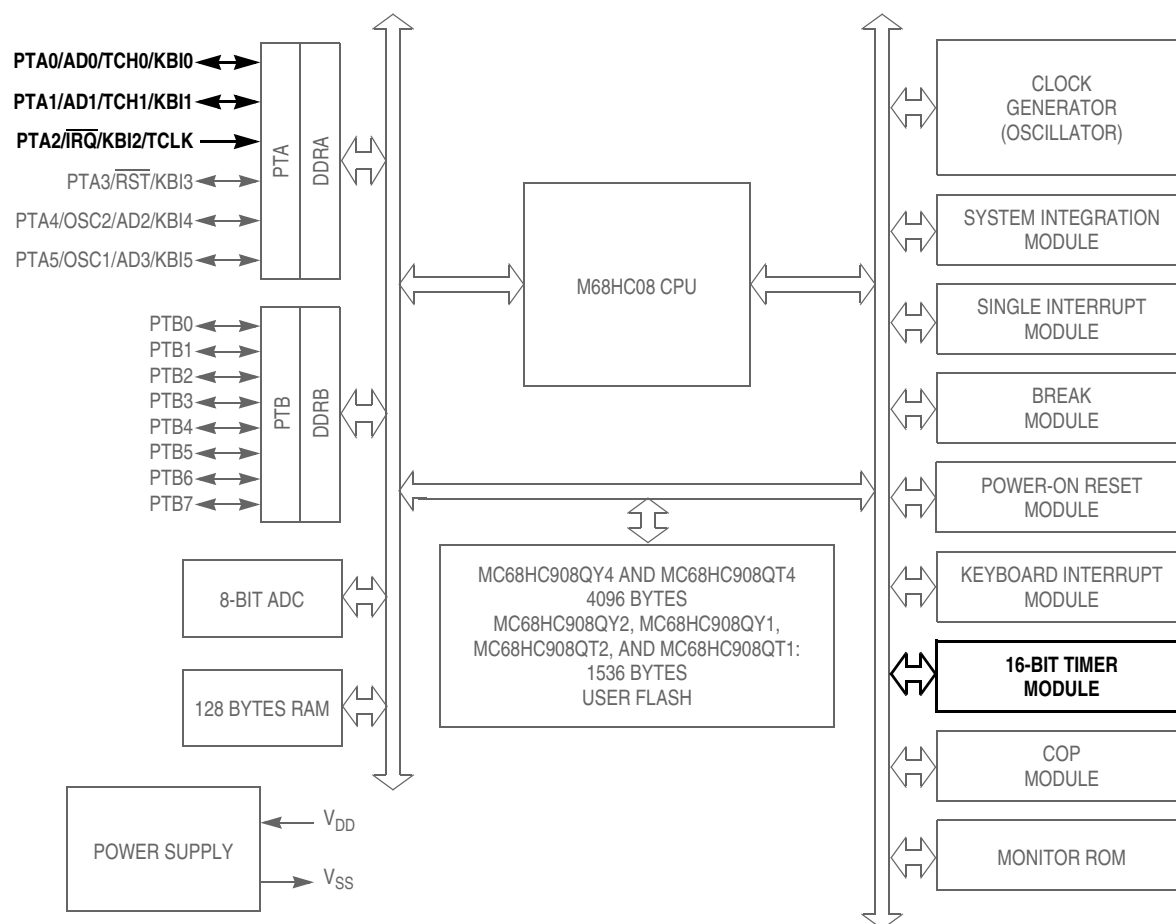 PTA0/AD0/TCH0/KBI0
PTA1/AD1/TCH1/KBI1
PTA2/IRQ/KBI2/TCLK
PTA3/RST/KBI3
PTA4/OSC2/AD2/KBI4
PTA5/OSC1/AD3/KBI5
PTA
DDRA
PTB0
PTB1
PTB2
PTB3
PTB4
PTB5
PTB6
PTB7
PTB
DDRB
8-BIT ADC
128 BYTES RAM
POWER SUPPLY
VDD
VSS
M68HC08 CPU
MC68HC908QY4 AND MC68HC908QT4
4096 BYTES
MC68HC908QY2, MC68HC908QY1,
MC68HC908QT2, AND MC68HC908QT1:
1536 BYTES
USER FLASH
CLOCK
GENERATOR
(OSCILLATOR)
SYSTEM INTEGRATION
MODULE
SINGLE INTERRUPT
MODULE
BREAK
MODULE
POWER-ON RESET
MODULE
KEYBOARD INTERRUPT
MODULE
16-BIT TIMER
MODULE
COP
MODULE
MONITOR ROM